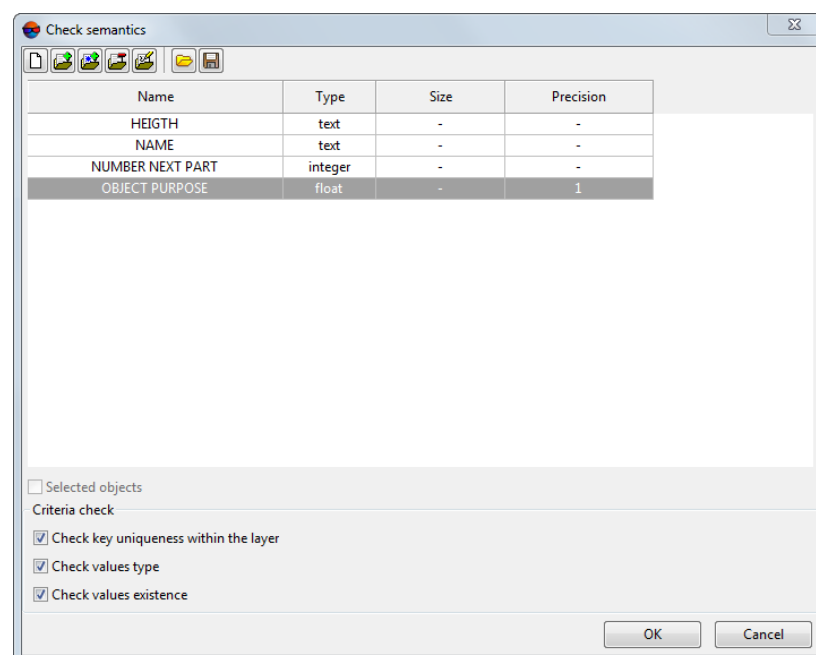 Check semantics
Name Type Size Precision
HEIGTH text - -
NAME text - -
NUMBER NEXT PART integer - -
OBJECT PURPOSE float - 1
Selected objects
Criteria check
Check key uniqueness within the layer
Check values type
Check values existence
OK Cancel